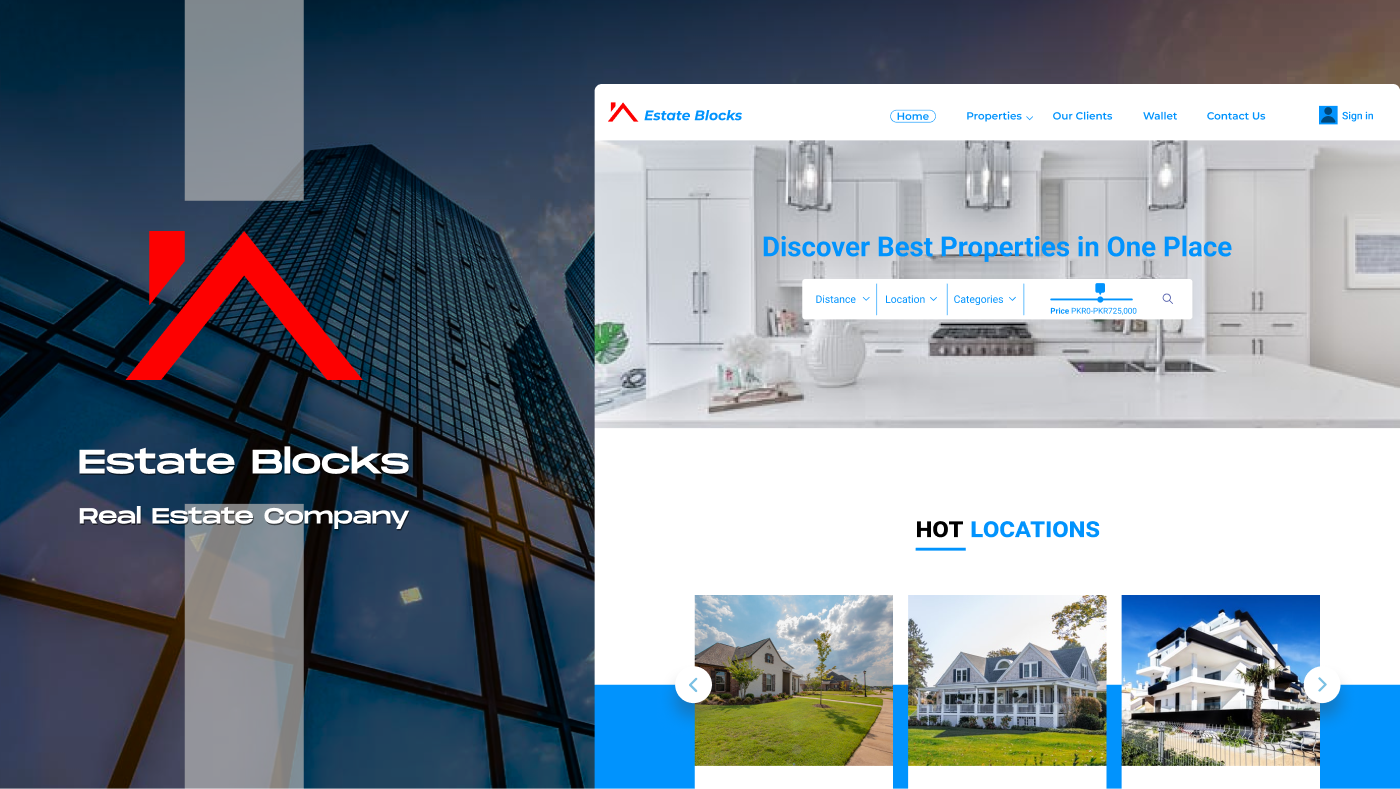 Estate Blocks
Real Estate Company
Estate Blocks
Home
Properties
Our Clients
Wallet
Contact Us
Sign in
Discover Best Properties in One Place
Distance
Location
Categories
Price PKR0-PKR725,000
HOT LOCATIONS